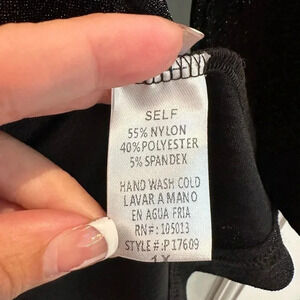 SELF
55% NYLON
40% POLYESTER
5% SPANDEX
HAND WASH COLD
LAVAR A MANO
EN AGUA FRIA
RN#: 105013
STYLE #:P17609
1X